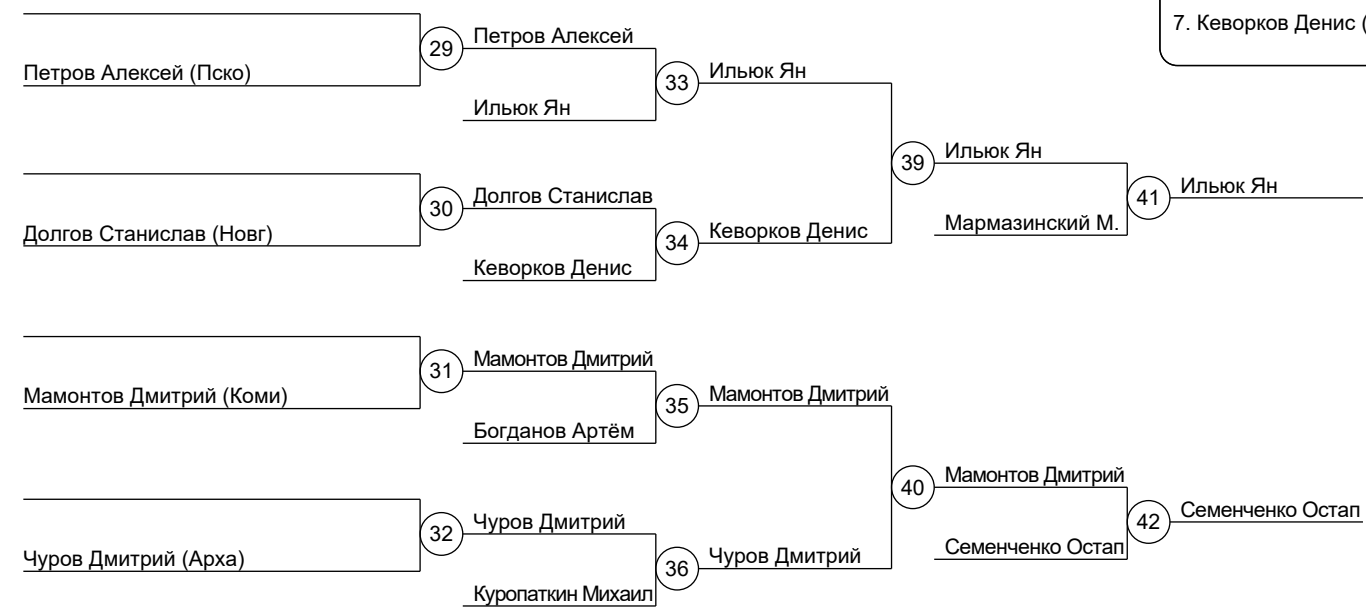 7. Кеворков Денис (
29
Петров Алексей
Петров Алексей (Пско)
33
Ильюк Ян
Ильюк Ян
39
Ильюк Ян
30
Долгов Станислав
41
Ильюк Ян
Долгов Станислав (Новг)
34
Кеворков Денис
Мармазинский М.
Кеворков Денис
31
Мамонтов Дмитрий
Мамонтов Дмитрий (Коми)
35
Мамонтов Дмитрий
Богданов Артём
40
Мамонтов Дмитрий
32
Чуров Дмитрий
42
Семенченко Остап
Чуров Дмитрий (Арха)
36
Чуров Дмитрий
Семенченко Остап
Куропаткин Михаил